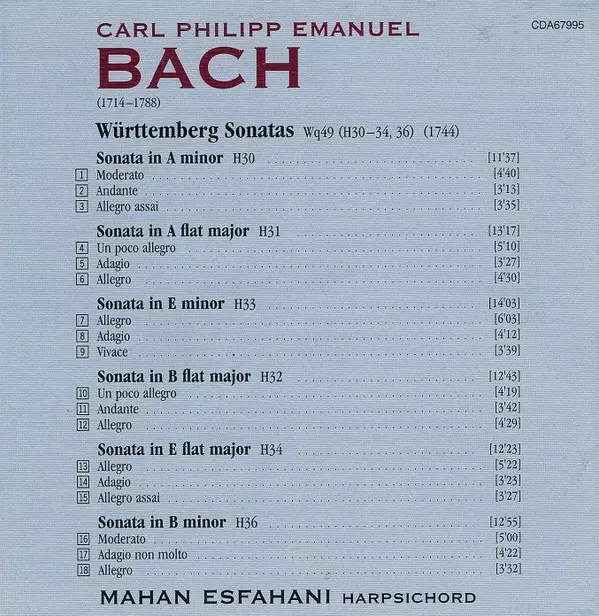 CARL PHILIPP EMANUEL
CDA67995
BACH
(1714–1788)
Württemberg Sonatas Wq49 (H30–34, 36) (1744)
Sonata in A minor H30 [11'37]
1 Moderato [4'40]
2 Andante [3'13]
3 Allegro assai [3'35]
Sonata in A flat major H31 [13'17]
4 Un poco allegro [5'10]
5 Adagio [3'27]
6 Allegro [4'30]
Sonata in E minor H33 [14'03]
7 Allegro [6'03]
8 Adagio [4'12]
9 Vivace [3'39]
Sonata in B flat major H32 [12'43]
10 Un poco allegro [4'19]
11 Andante [3'42]
12 Allegro [4'29]
Sonata in E flat major H34 [12'23]
13 Allegro [5'22]
14 Adagio [3'23]
15 Allegro assai [3'27]
Sonata in B minor H36 [12'55]
16 Moderato [5'00]
17 Adagio non molto [4'22]
18 Allegro [3'32]
MAHAN ESFAHANI HARPSICHORD